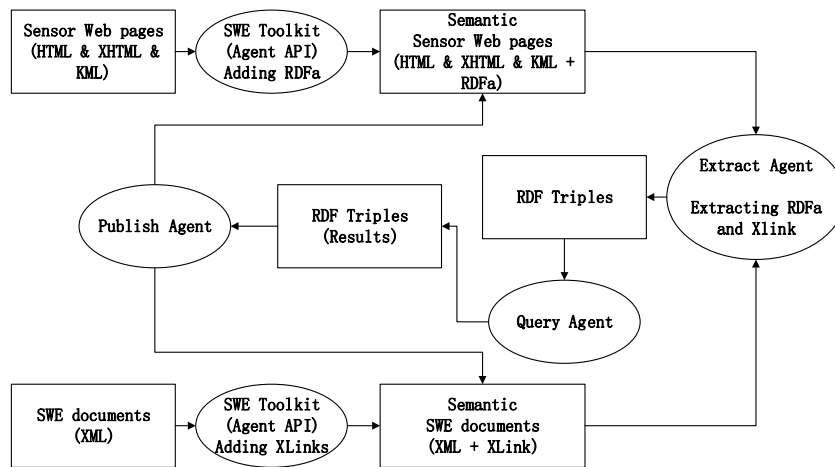 Sensor Web pages
(HTML & XHTML &
KML)
SWE Toolkit
(Agent API)
Adding RDFa
Semantic
Sensor Web pages
(HTML & XHTML & KML +
RDFa)
Extract Agent
Extracting RDFa
and Xlink
RDF Triples
RDF Triples
(Results)
Publish Agent
Query Agent
SWE documents
(XML)
SWE Toolkit
(Agent API)
Adding XLinks
Semantic
SWE documents
(XML + XLink)